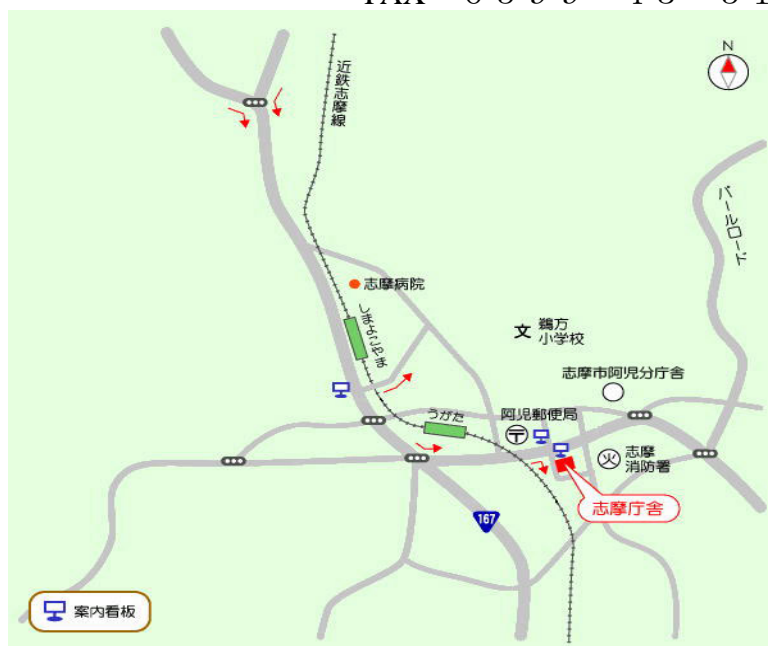 N
近鉄志摩線
パールロード
志摩病院
しまよこやま
文 鵜方
小学校
志摩市阿児分庁舎
うがた
阿児郵便局
〒
火
志摩
消防署
志摩庁舎
167
案内看板